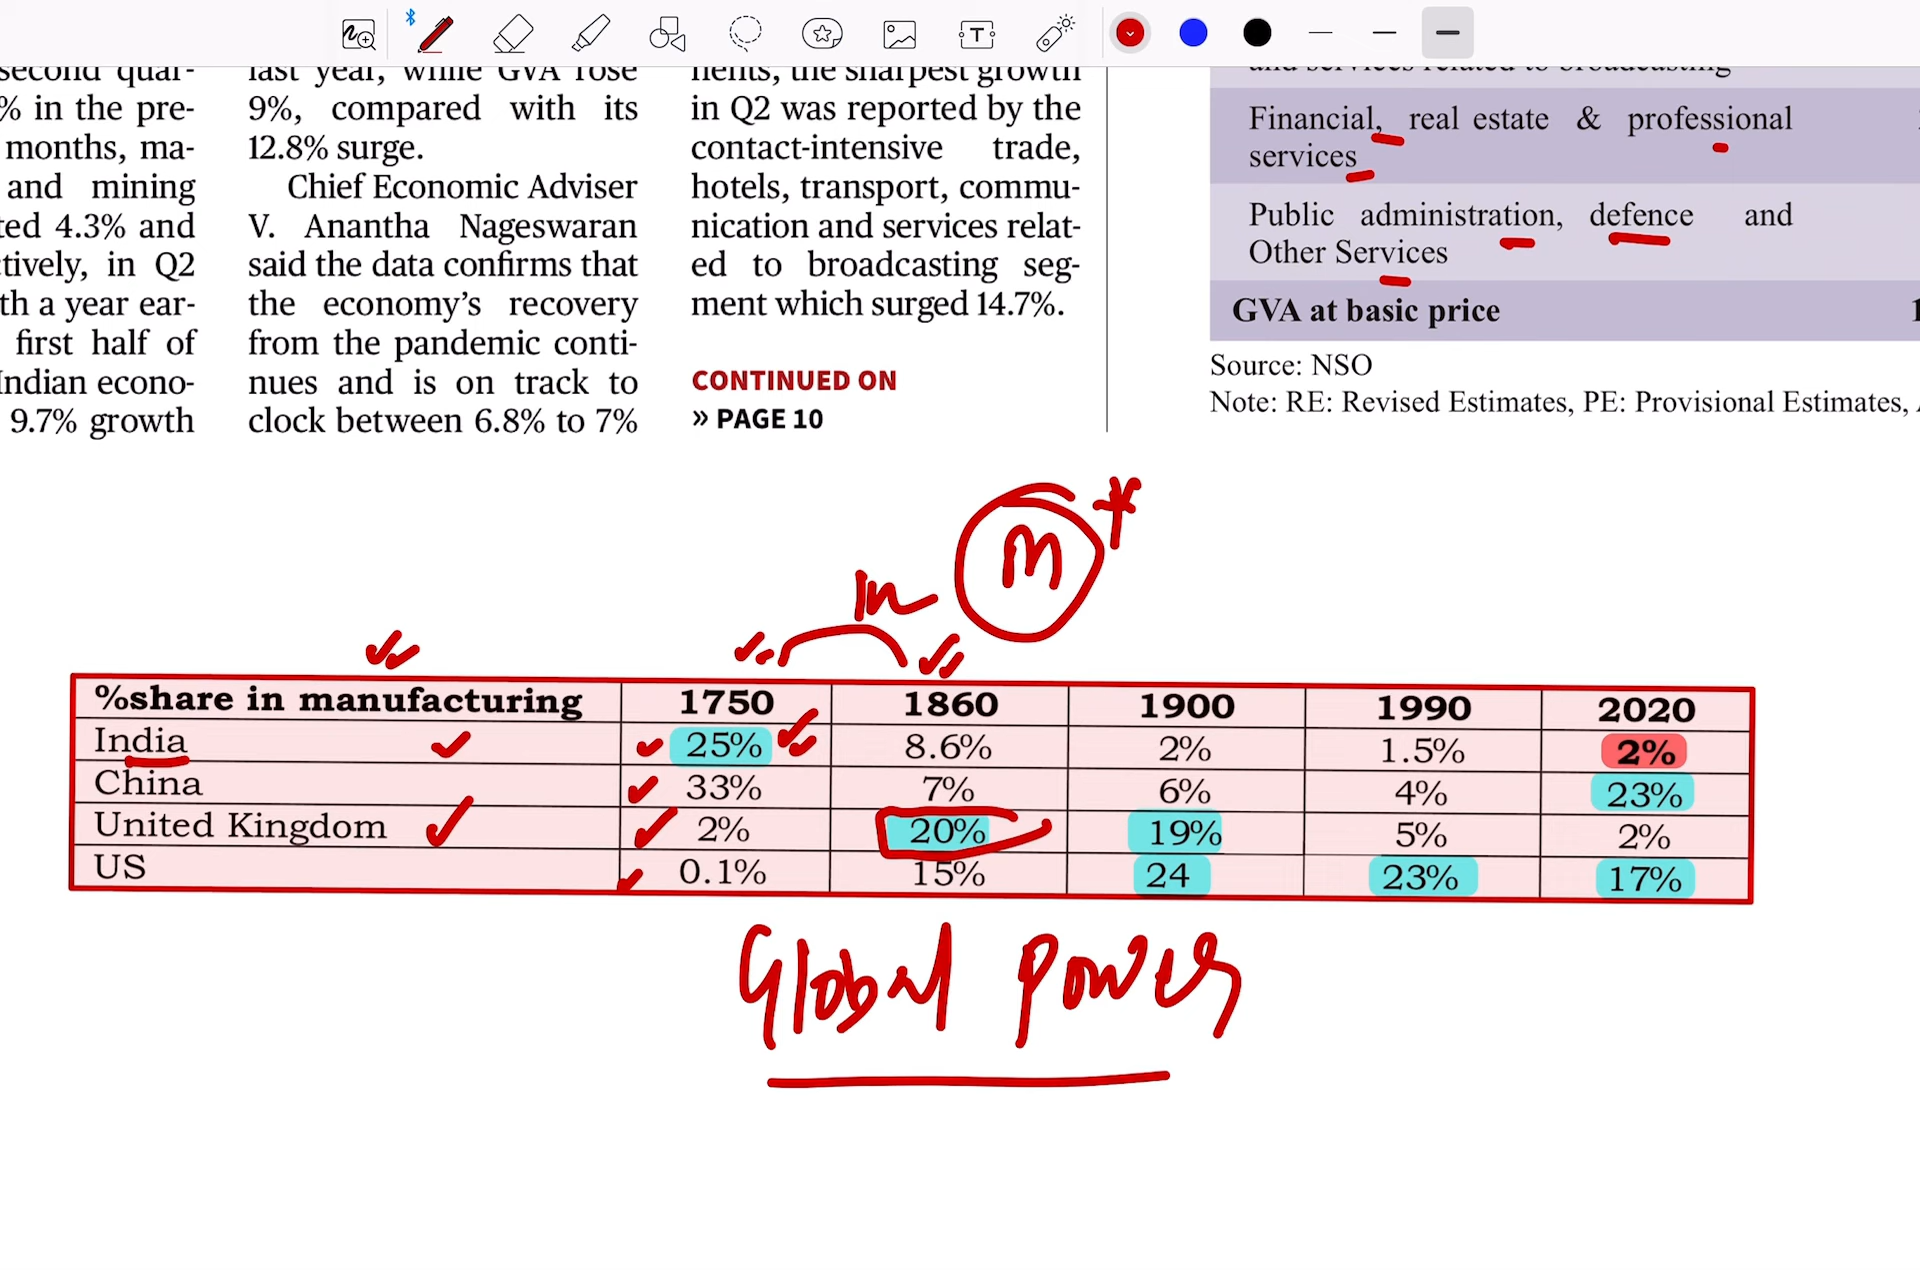 second quar-
% in the pre-
months, ma-
and mining
ted 4.3% and
tively, in Q2
th a year ear-
first half of
Indian econo-
9.7% growth
last year, while GVA rose
9%, compared with its
12.8% surge.
Chief Economic Adviser
V. Anantha Nageswaran
said the data confirms that
the economy's recovery
from the pandemic conti-
nues and is on track to
clock between 6.8% to 7%
nents, the sharpest growth
in Q2 was reported by the
contact-intensive trade,
hotels, transport, commu-
nication and services relat-
ed to broadcasting seg-
ment which surged 14.7%.
CONTINUED ON
» PAGE 10
and services related to broadcasting
Financial, real estate & professional
services
Public administration, defence and
Other Services
GVA at basic price 1
Source: NSO
Note: RE: Revised Estimates, PE: Provisional Estimates,
M*
In
%share in manufacturing 1750 1860 1900 1990 2020
India 25% 8.6% 2% 1.5% 2%
China 33% 7% 6% 4% 23%
United Kingdom 2% 20% 19% 5% 2%
US 0.1% 15% 24 23% 17%
Global Power